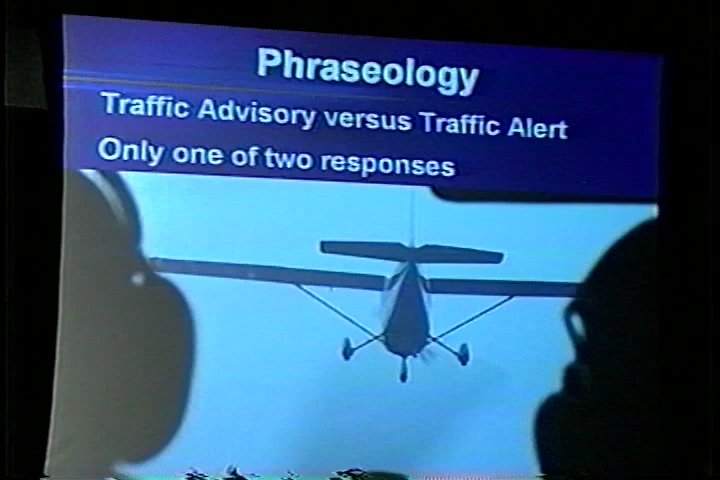 Phraseology
Traffic Advisory versus Traffic Alert
Only one of two responses